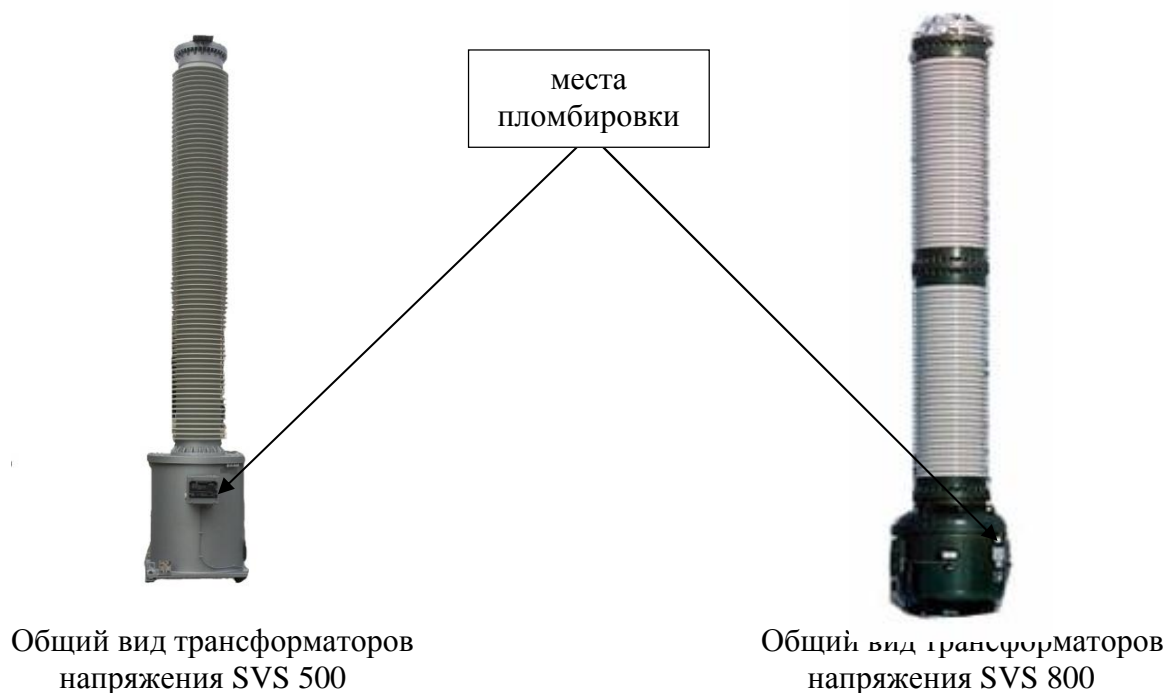 места
пломбировки
Общий вид трансформаторов
напряжения SVS 500
Общий вид трансформаторов
напряжения SVS 800